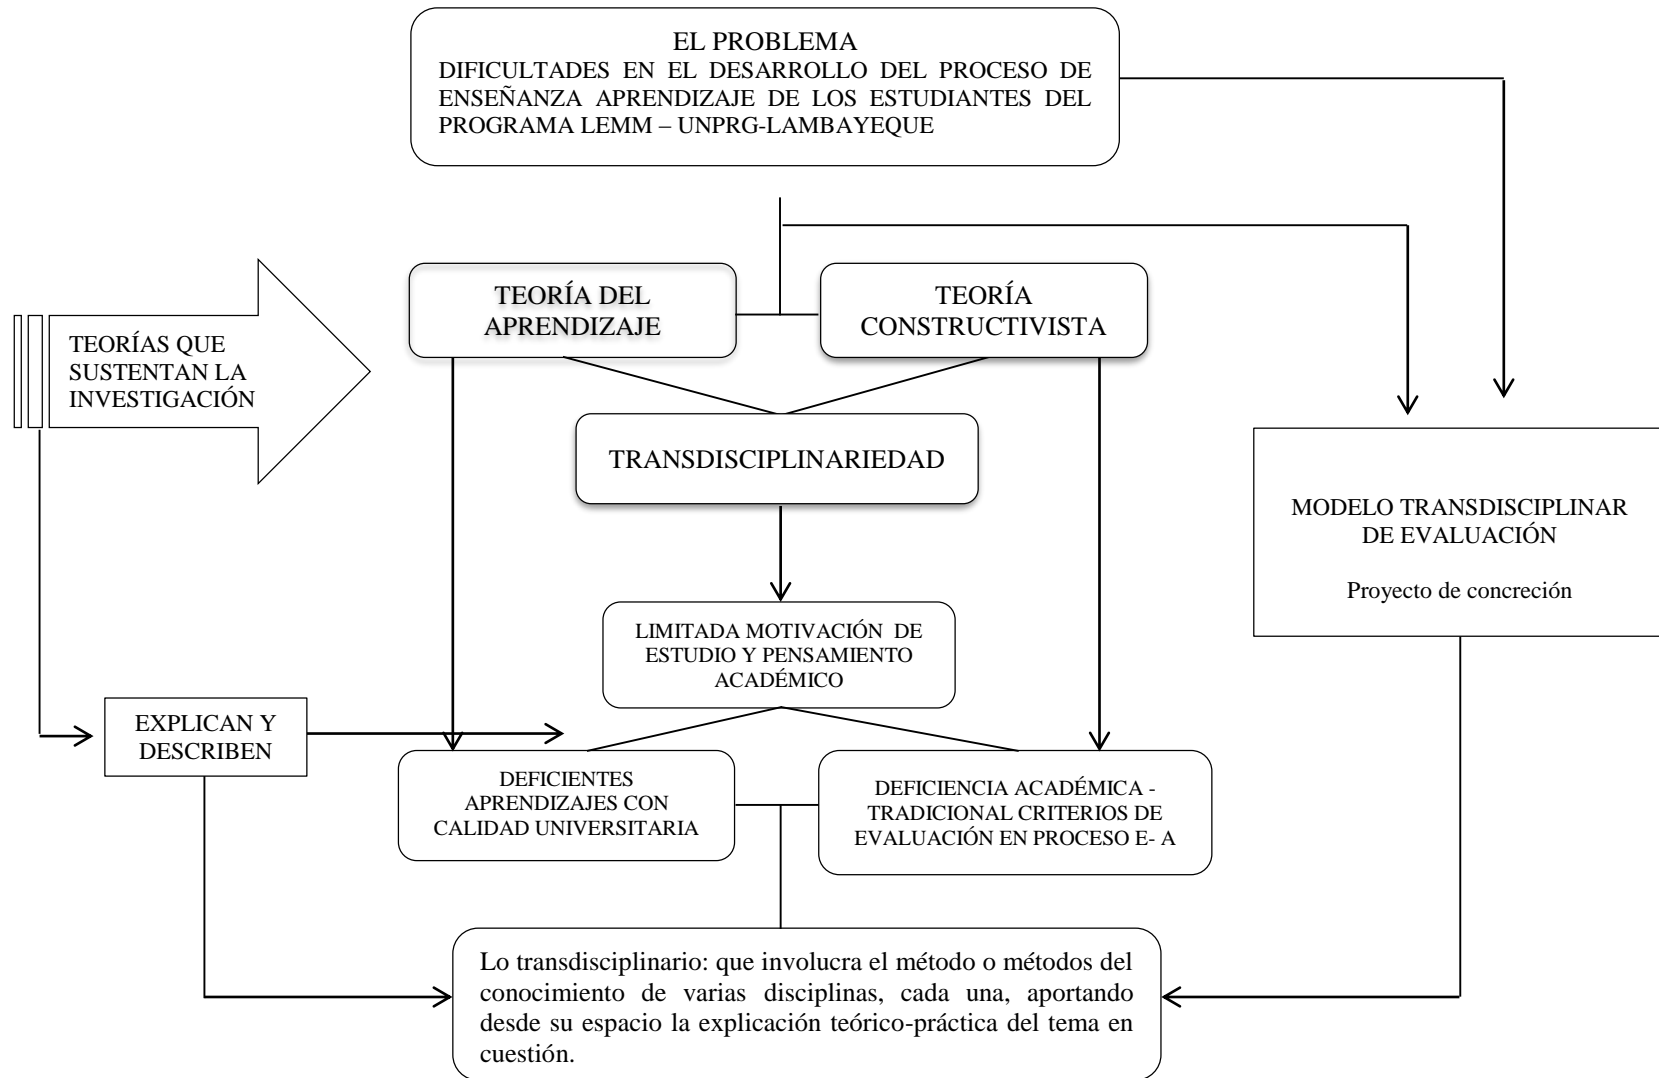 EL PROBLEMA
DIFICULTADES EN EL DESARROLLO DEL PROCESO DE
ENSEÑANZA APRENDIZAJE DE LOS ESTUDIANTES DEL
PROGRAMA LEMM – UNPRG-LAMBAYEQUE
TEORÍAS QUE
SUSTENTAN LA
INVESTIGACIÓN
TEORÍA DEL
APRENDIZAJE
TEORÍA
CONSTRUCTIVISTA
TRANSDISCIPLINARIEDAD
MODELO TRANSDISCIPLINAR
DE EVALUACIÓN
Proyecto de concreción
LIMITADA MOTIVACIÓN DE
ESTUDIO Y PENSAMIENTO
ACADÉMICO
EXPLICAN Y
DESCRIBEN
DEFICIENTES
APRENDIZAJES CON
CALIDAD UNIVERSITARIA
DEFICIENCIA ACADÉMICA -
TRADICIONAL CRITERIOS DE
EVALUACIÓN EN PROCESO E- A
Lo transdisciplinario: que involucra el método o métodos del
conocimiento de varias disciplinas, cada una, aportando
desde su espacio la explicación teórico-práctica del tema en
cuestión.